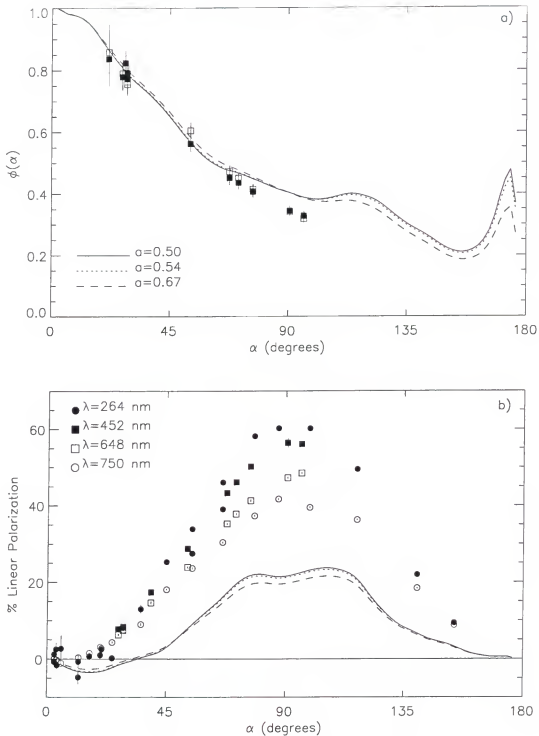 a)
1.0
0.8
0.6
0.4
0.2
0.0
ϕ(α)
a=0.50
a=0.54
a=0.67
0
45
90
135
180
α (degrees)
b)
60
40
20
0
% Linear Polarization
λ=264 nm
λ=452 nm
λ=648 nm
λ=750 nm
0
45
90
135
180
α (degrees)